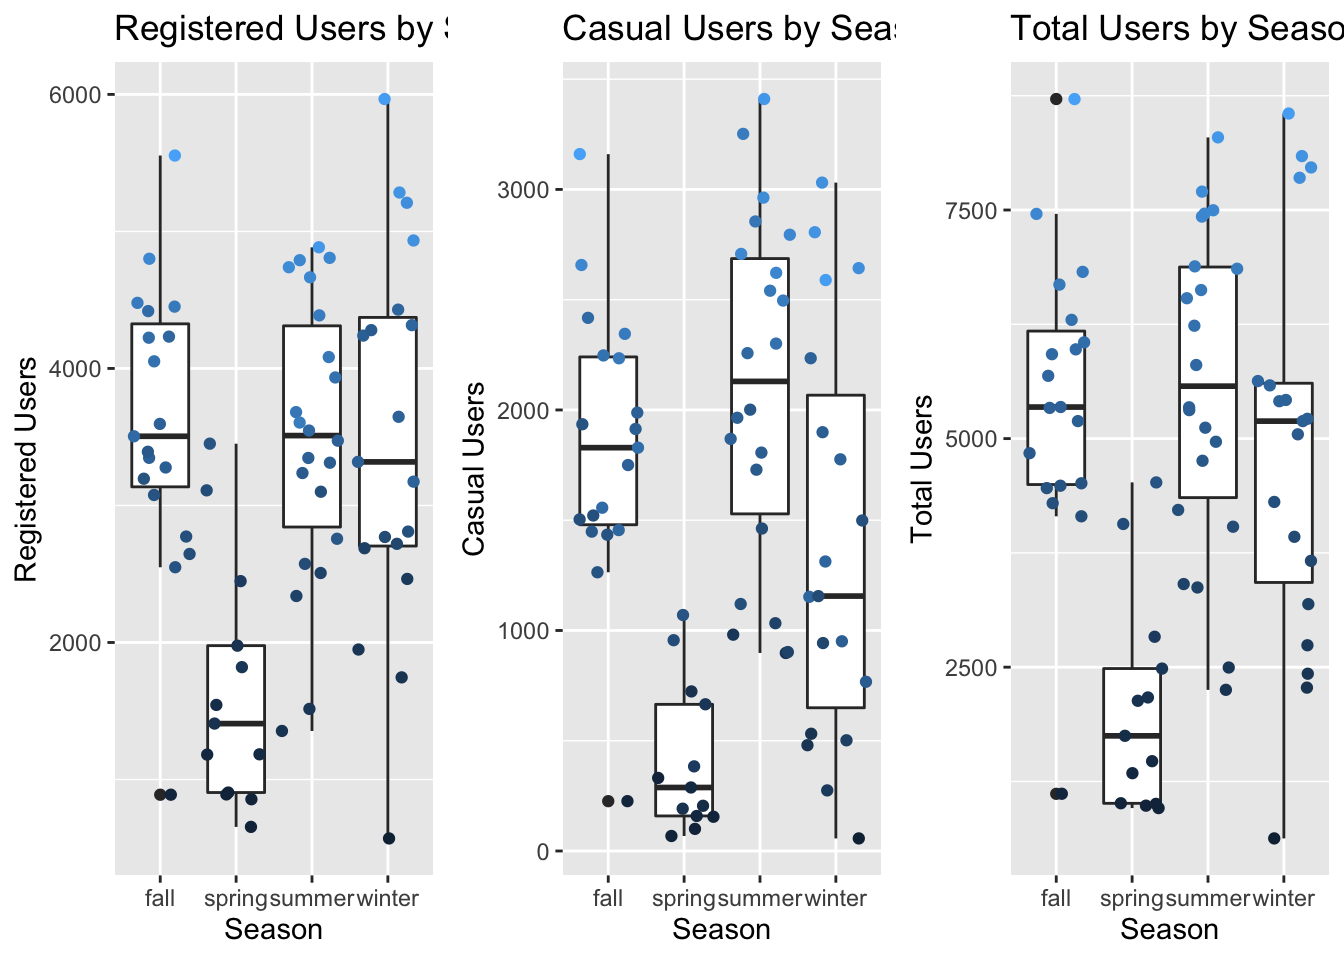 Registered Users by
Registered Users
6000
4000
2000
fall spring summer winter
Season
Casual Users by Seas
Casual Users
3000
2000
1000
0
fall spring summer winter
Season
Total Users by Seaso
Total Users
7500
5000
2500
fall spring summer winter
Season